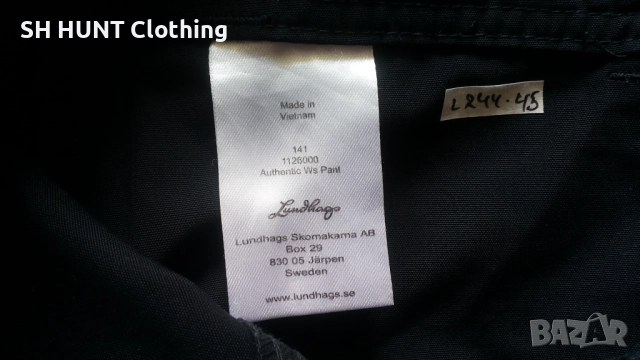 SH HUNT Clothing
Made in
Vietnam
141
1126000
Authentic Ws Pant
Lundhags
Lundhags Skomakarna AB
Box 29
830 05 Järpen
Sweden
www.lundhags.se
L244.45
BAZAR